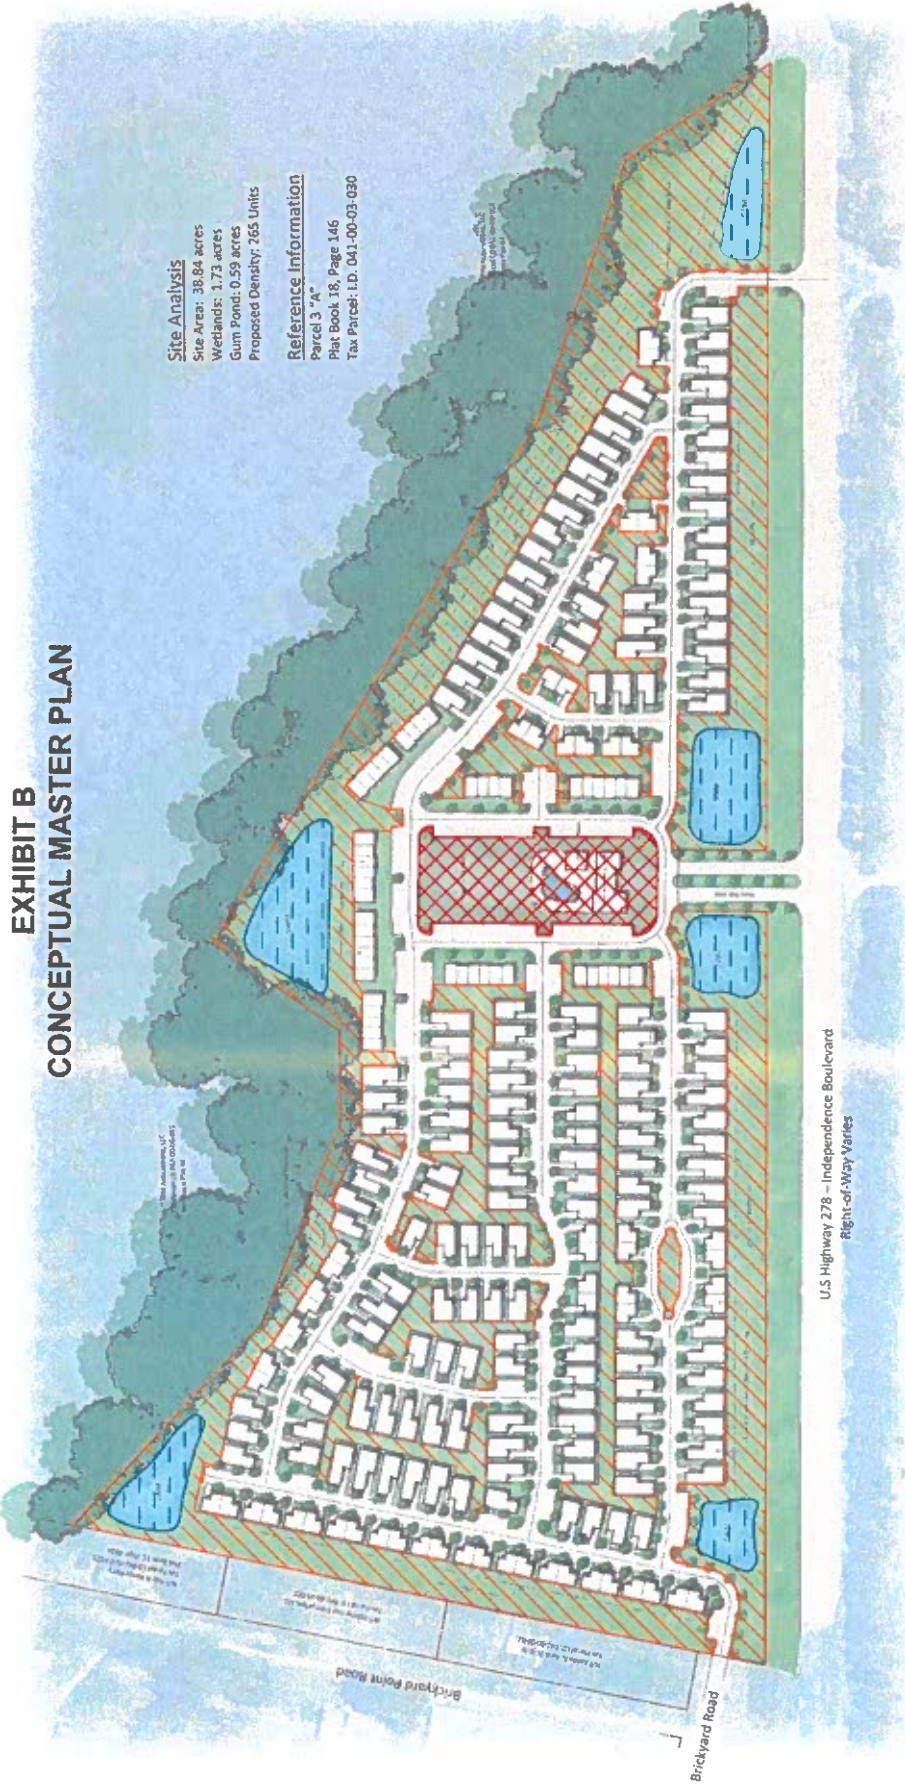 EXHIBIT B
CONCEPTUAL MASTER PLAN
Site Analysis
Site Area: 38.84 acres
Wetlands: 1.73 acres
Gum Pond: 0.59 acres
Proposed Density: 265 Units
Reference Information
Parcel 3 "A"
Plat Book 18, Page 146
Tax Parcel: I.D. 041-00-03-030
U.S Highway 278 – Independence Boulevard
Right-of-Way Varies
Brickyard Point Road
Brickyard Road